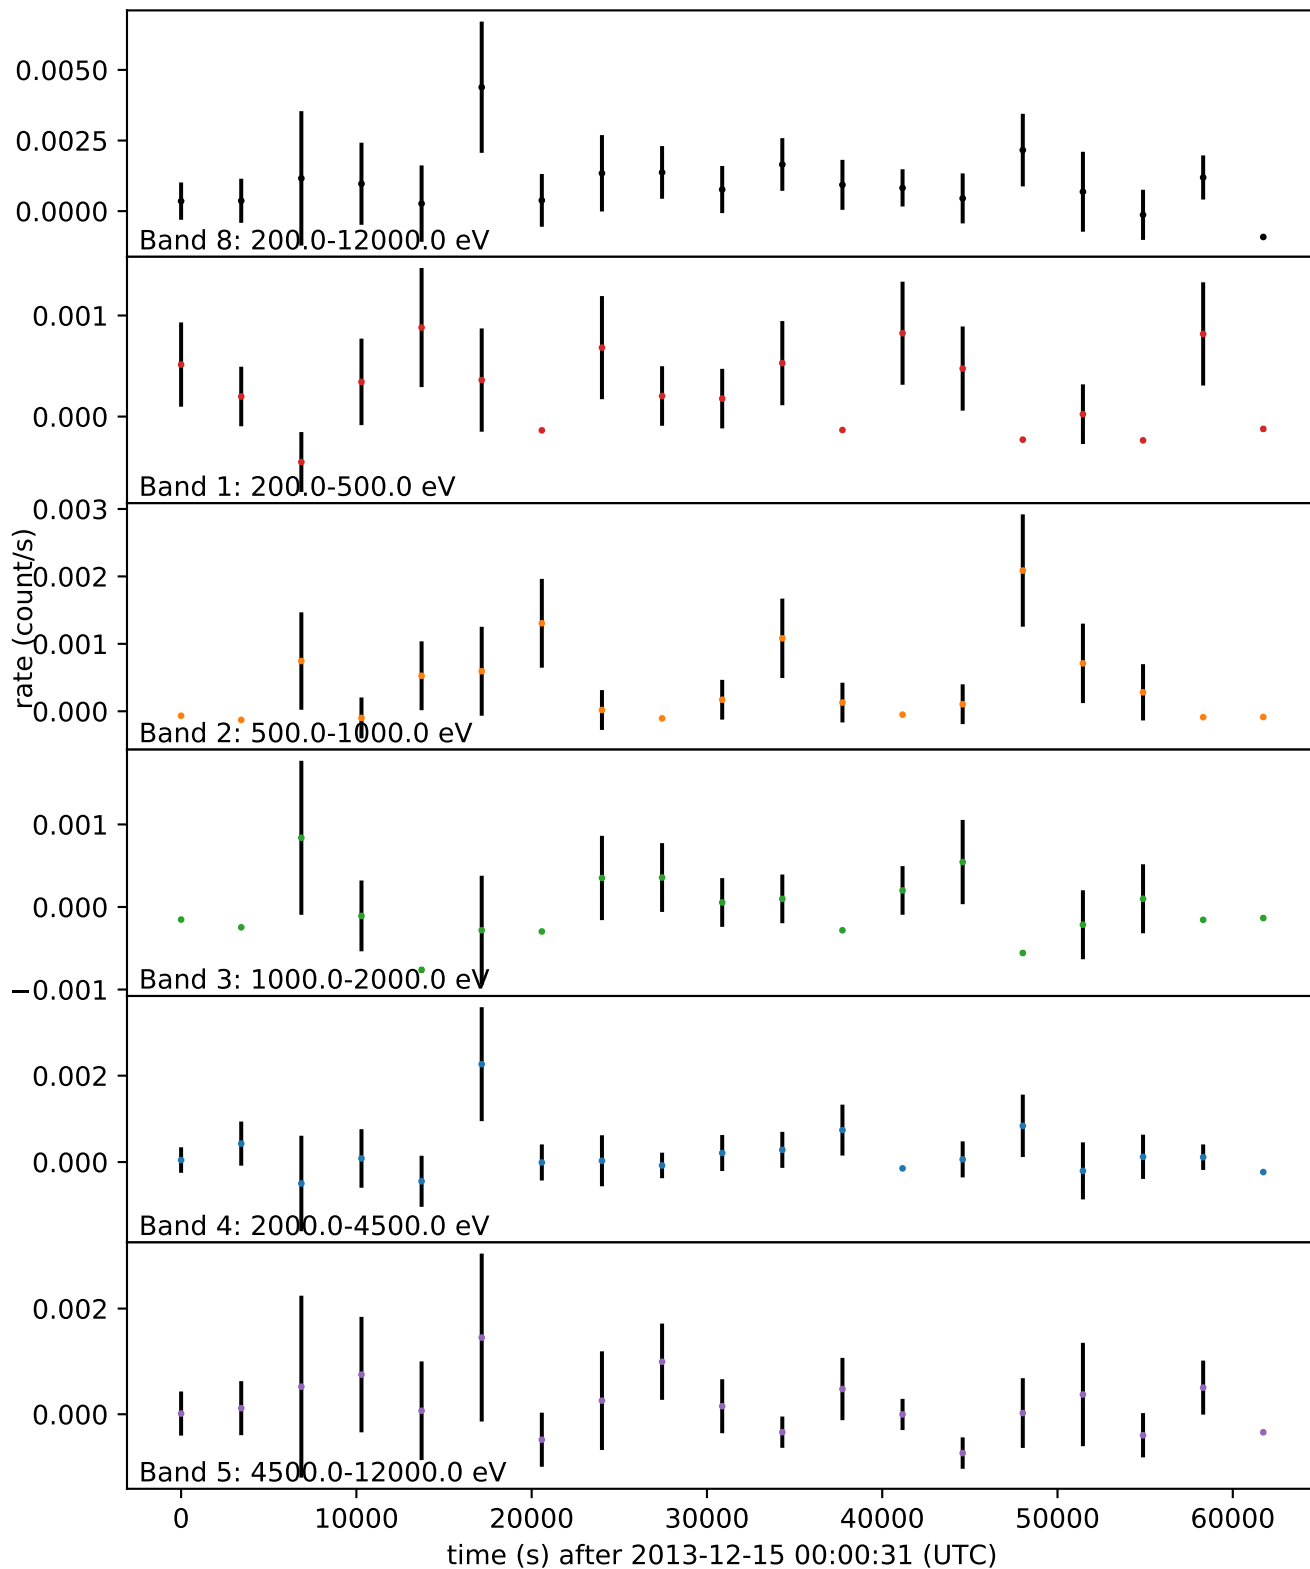 0.0050
0.0025
0.0000
Band 8: 200.0-12000.0 eV
0.001
0.000
Band 1: 200.0-500.0 eV
rate (count/s)
0.003
0.002
0.001
0.000
Band 2: 500.0-1000.0 eV
0.001
0.000
−0.001
Band 3: 1000.0-2000.0 eV
0.002
0.000
Band 4: 2000.0-4500.0 eV
0.002
0.000
Band 5: 4500.0-12000.0 eV
0 10000 20000 30000 40000 50000 60000
time (s) after 2013-12-15 00:00:31 (UTC)